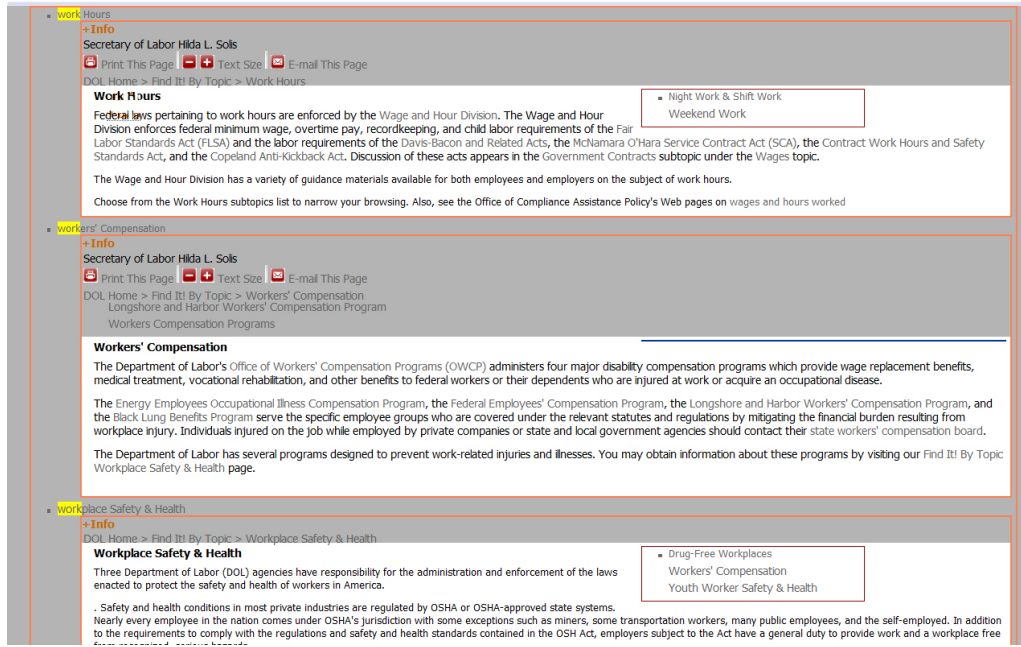 work Hours
+Info
Secretary of Labor Hilda L. Solis
Print This Page Text Size E-mail This Page
DOL Home > Find It! By Topic > Work Hours
Work Hours
Night Work & Shift Work
Weekend Work
Federal laws pertaining to work hours are enforced by the Wage and Hour Division. The Wage and Hour
Division enforces federal minimum wage, overtime pay, recordkeeping, and child labor requirements of the Fair
Labor Standards Act (FLSA) and the labor requirements of the Davis-Bacon and Related Acts, the McNamara O'Hara Service Contract Act (SCA), the Contract Work Hours and Safety
Standards Act, and the Copeland Anti-Kickback Act. Discussion of these acts appears in the Government Contracts subtopic under the Wages topic.
The Wage and Hour Division has a variety of guidance materials available for both employees and employers on the subject of work hours.
Choose from the Work Hours subtopics list to narrow your browsing. Also, see the Office of Compliance Assistance Policy's Web pages on wages and hours worked
workers' Compensation
+Info
Secretary of Labor Hilda L. Solis
Print This Page Text Size E-mail This Page
DOL Home > Find It! By Topic > Workers' Compensation
Longshore and Harbor Workers' Compensation Program
Workers Compensation Programs
Workers' Compensation
The Department of Labor's Office of Workers' Compensation Programs (OWCP) administers four major disability compensation programs which provide wage replacement benefits,
medical treatment, vocational rehabilitation, and other benefits to federal workers or their dependents who are injured at work or acquire an occupational disease.
The Energy Employees Occupational Illness Compensation Program, the Federal Employees' Compensation Program, the Longshore and Harbor Workers' Compensation Program, and
the Black Lung Benefits Program serve the specific employee groups who are covered under the relevant statutes and regulations by mitigating the financial burden resulting from
workplace injury. Individuals injured on the job while employed by private companies or state and local government agencies should contact their state workers' compensation board.
The Department of Labor has several programs designed to prevent work-related injuries and illnesses. You may obtain information about these programs by visiting our Find It! By Topic
Workplace Safety & Health page.
workplace Safety & Health
+Info
DOL Home > Find It! By Topic > Workplace Safety & Health
Workplace Safety & Health
Drug-Free Workplaces
Workers' Compensation
Youth Worker Safety & Health
Three Department of Labor (DOL) agencies have responsibility for the administration and enforcement of the laws
enacted to protect the safety and health of workers in America.
. Safety and health conditions in most private industries are regulated by OSHA or OSHA-approved state systems.
Nearly every employee in the nation comes under OSHA's jurisdiction with some exceptions such as miners, some transportation workers, many public employees, and the self-employed. In addition
to the requirements to comply with the regulations and safety and health standards contained in the OSH Act, employers subject to the Act have a general duty to provide work and a workplace free
from recognized, serious hazards